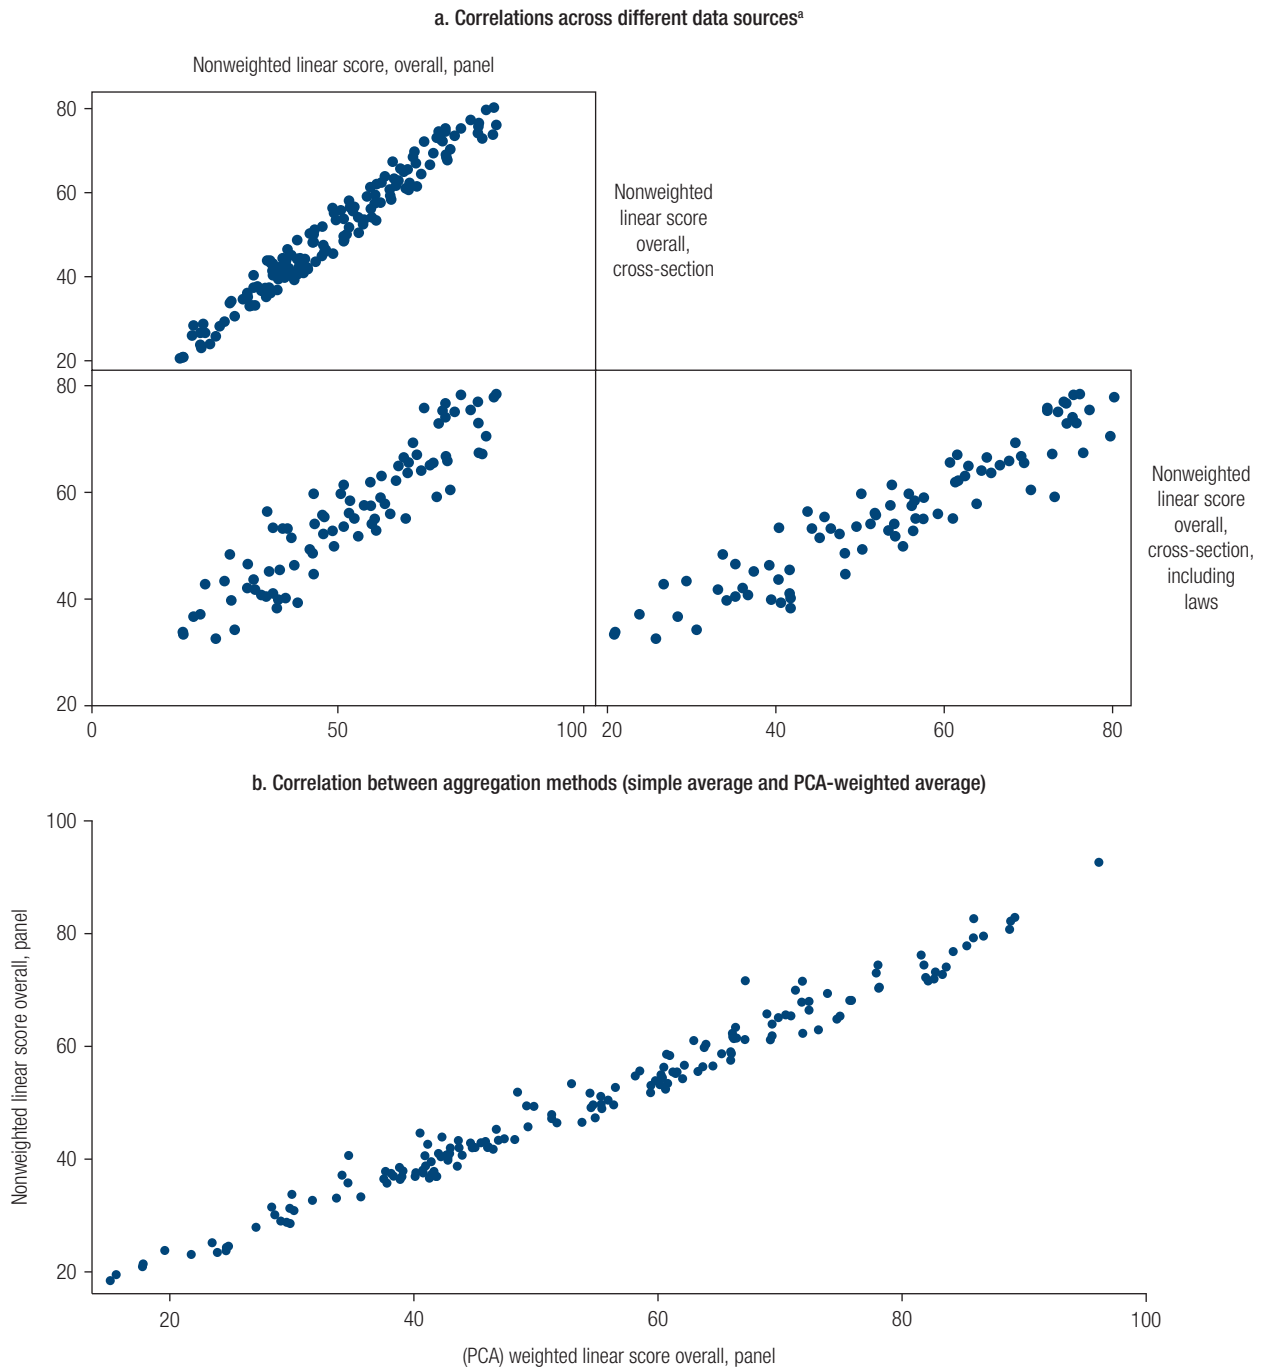 a. Correlations across different data sourcesª
Nonweighted linear score, overall, panel
80
60
40
20
Nonweighted
linear score
overall,
cross-section
80
60
40
20
0
50
100
20
40
60
80
Nonweighted
linear score
overall,
cross-section,
including
laws
b. Correlation between aggregation methods (simple average and PCA-weighted average)
Nonweighted linear score overall, panel
100
80
60
40
20
20
40
60
80
100
(PCA) weighted linear score overall, panel